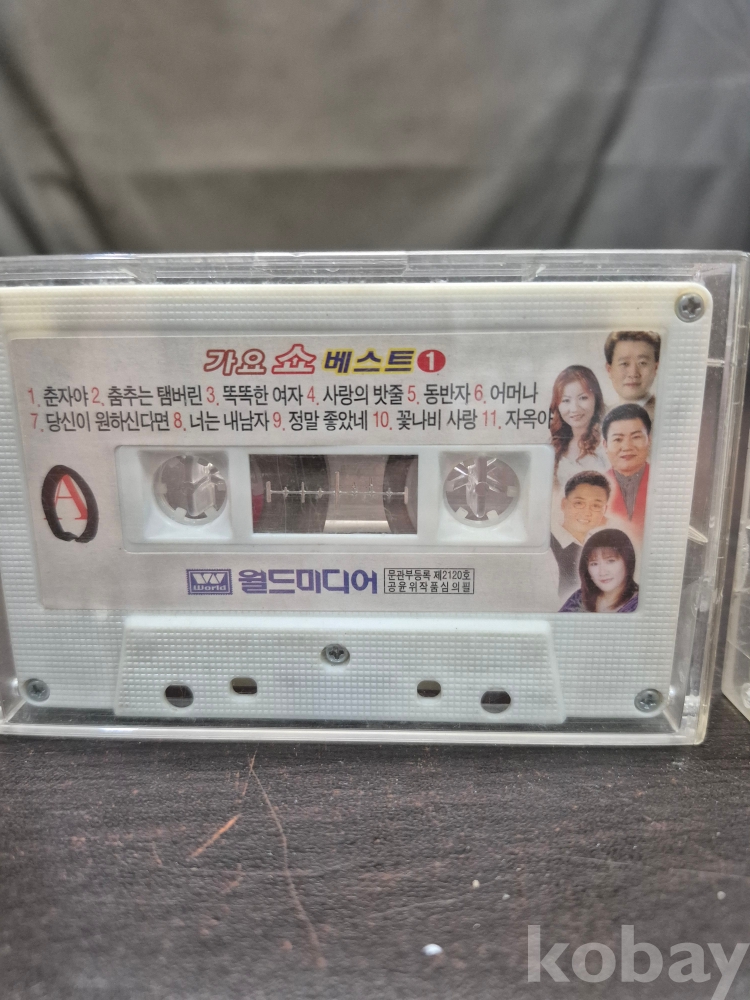 가요 쇼 베스트 1
1. 춘자야 2. 춤추는 탬버린 3. 똑똑한 여자 4. 사랑의 밧줄 5. 동반자 6. 어머나
7. 당신이 원하신다면 8. 너는 내남자 9. 정말 좋았네 10. 꽃나비 사랑 11. 자옥아
A
W World 월드미디어 문관부등록 제2120호
공윤위작품심의필
kobay